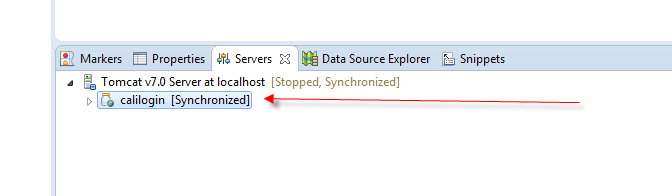 Markers Properties Servers Data Source Explorer Snippets
Tomcat v7.0 Server at localhost [Stopped, Synchronized]
calilogin [Synchronized]